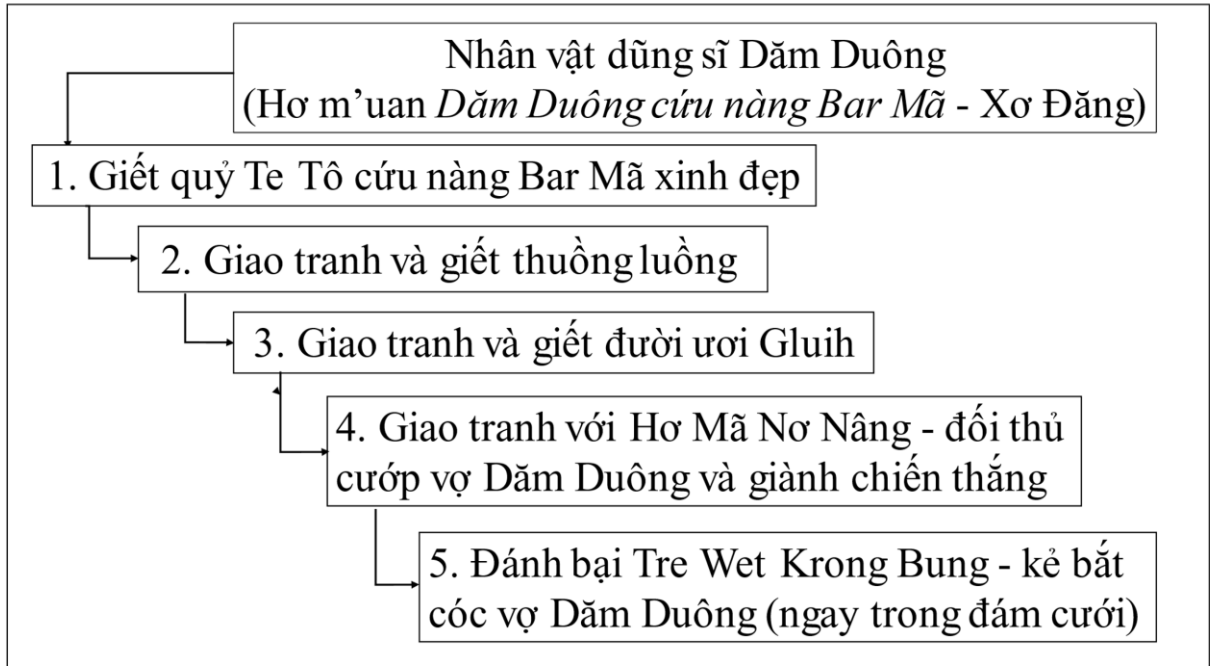 Nhân vật dũng sĩ Dăm Duông
(Hơ m’uan Dăm Duông cứu nàng Bar Mã - Xơ Đăng)
1. Giết quỷ Te Tô cứu nàng Bar Mã xinh đẹp
2. Giao tranh và giết thuồng luồng
3. Giao tranh và giết đười ươi Gluih
4. Giao tranh với Hơ Mã Nơ Nâng - đối thủ
cướp vợ Dăm Duông và giành chiến thắng
5. Đánh bại Tre Wet Krong Bung - kẻ bắt
cóc vợ Dăm Duông (ngay trong đám cưới)